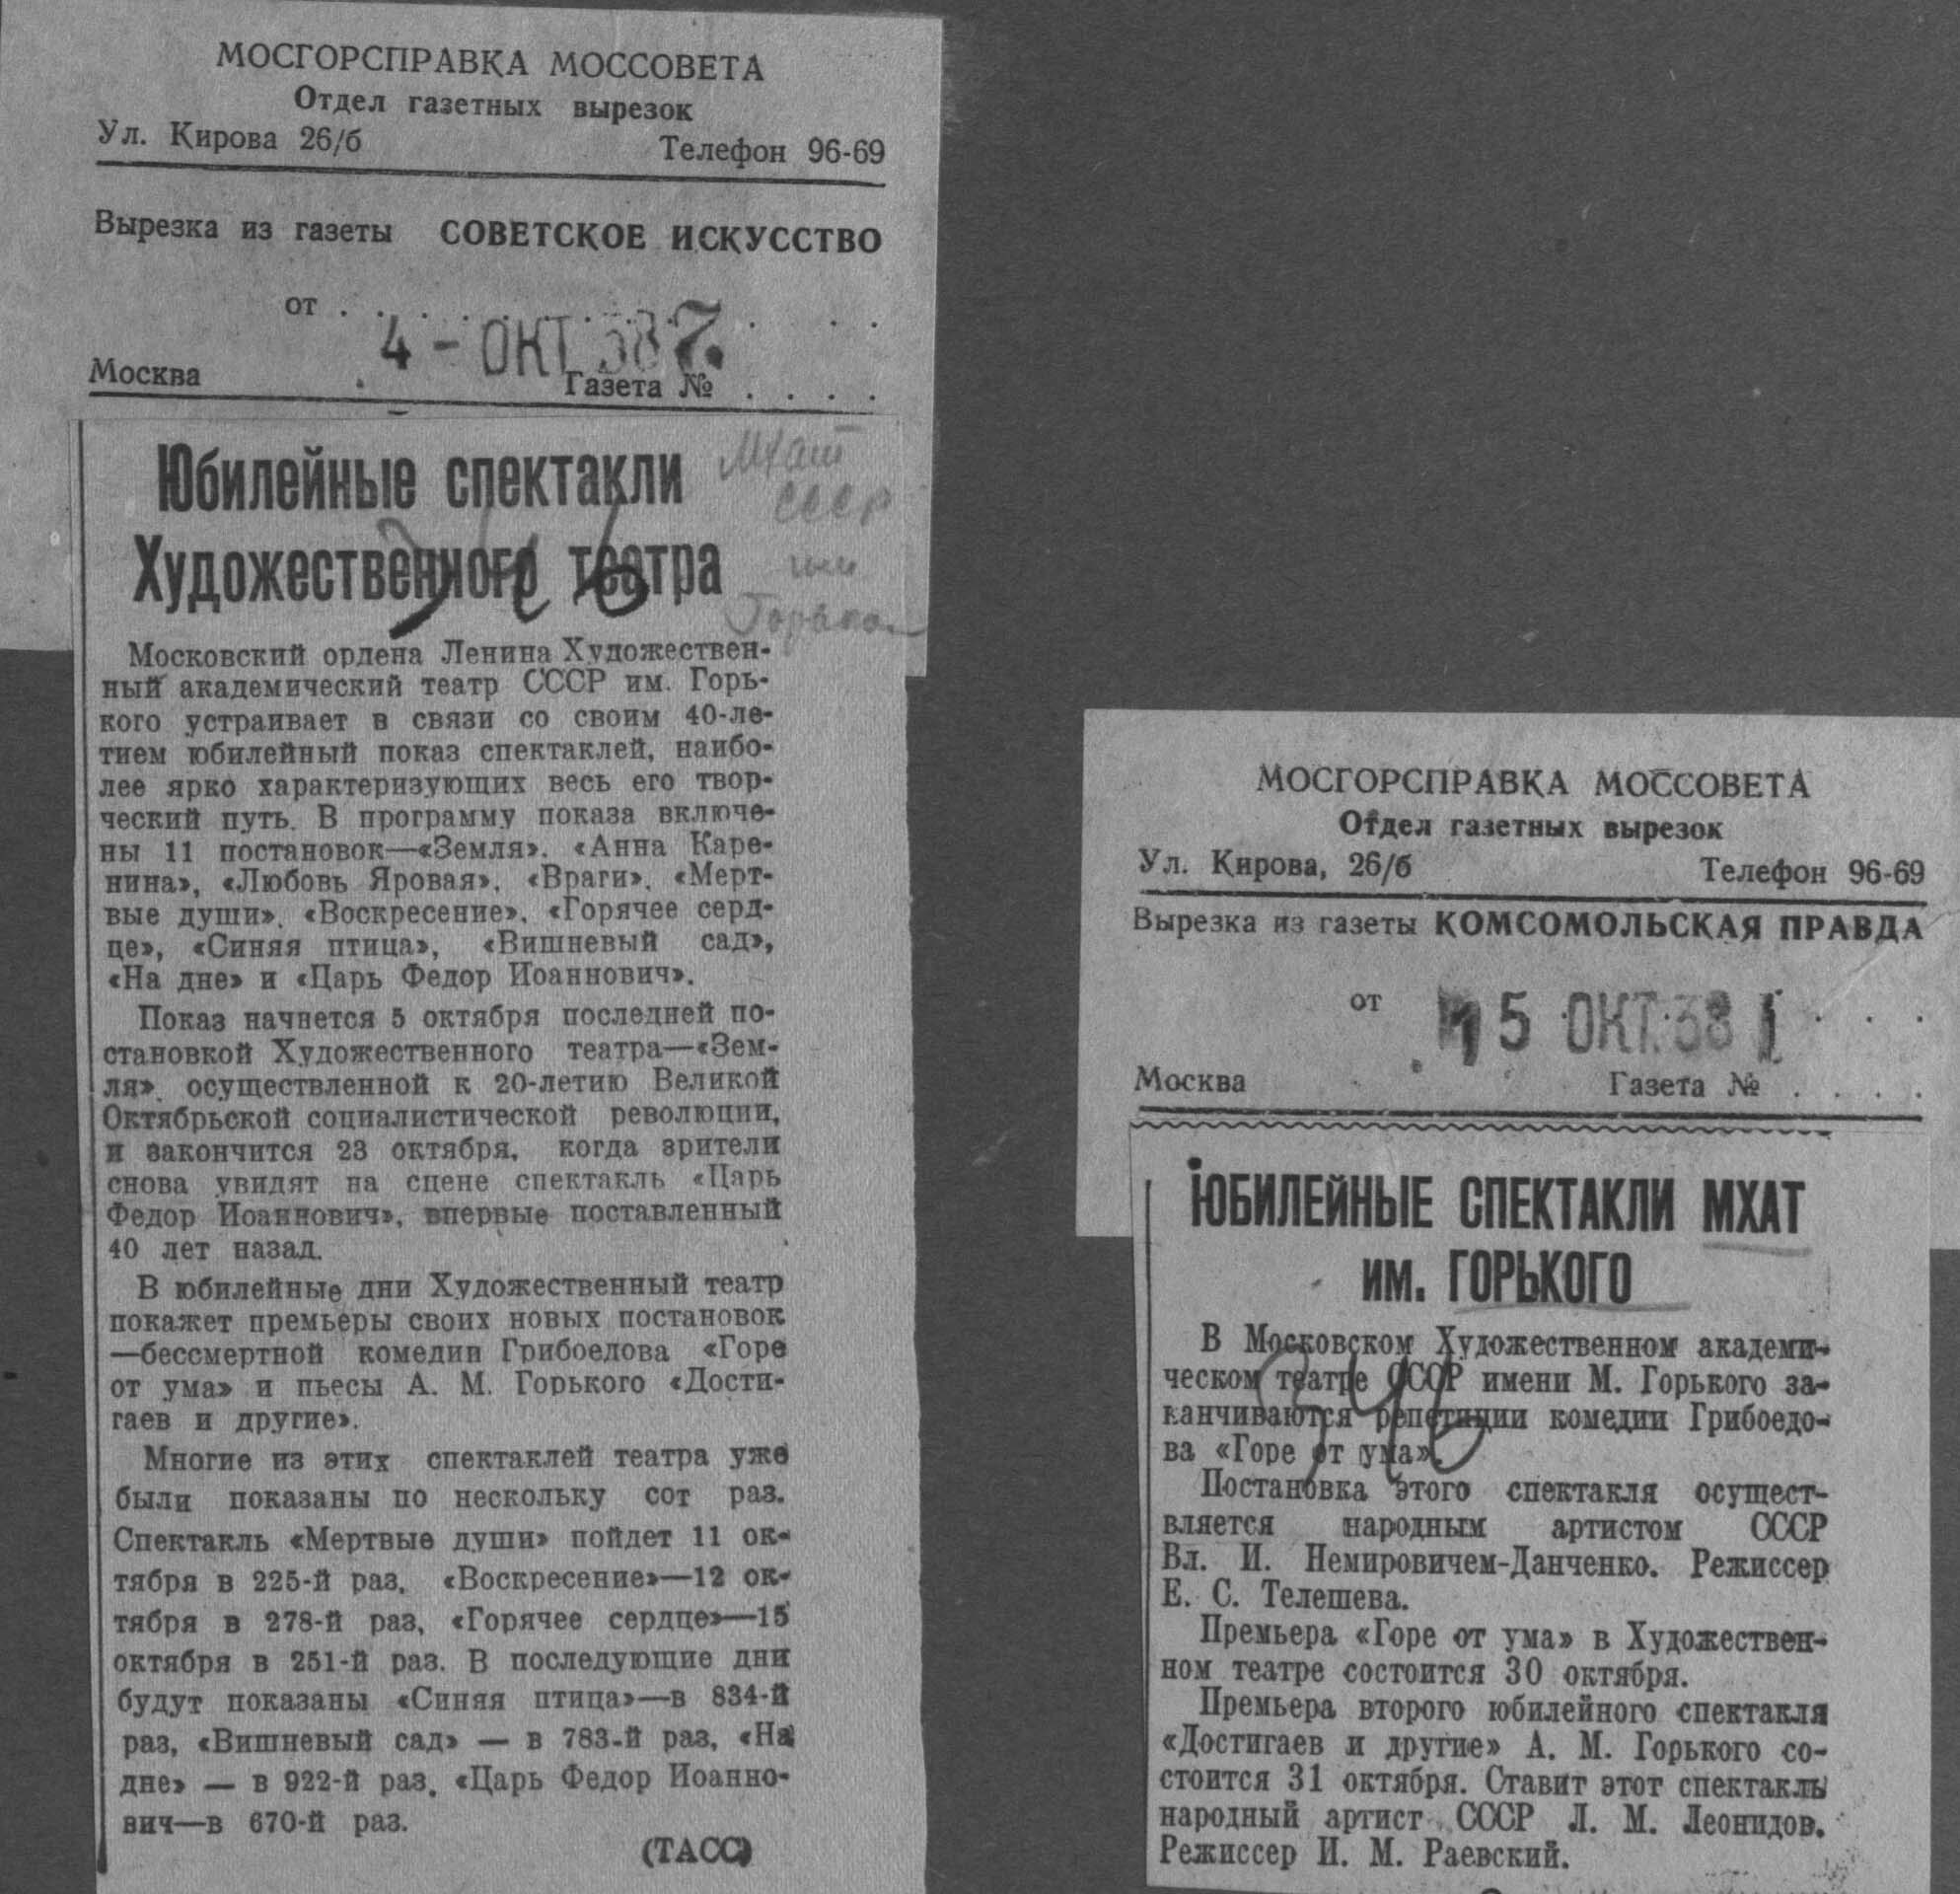 МОСГОРСПРАВКА МОССОВЕТА
Отдел газетных вырезок
Ул. Кирова 26/б Телефон 96-69
Вырезка из газеты СОВЕТСКОЕ ИСКУССТВО
от . . . . . . . . . .
4 - ОКТ. 38
Москва Газета № . . . .
Юбилейные спектакли
Художественного театра
МХАТ
СССР
им
Горького
Московский ордена Ленина Художествен-
ный академический театр СССР им. Горь-
кого устраивает в связи со своим 40-ле-
тием юбилейный показ спектаклей, наибо-
лее ярко характеризующих весь его твор-
ческий путь. В программу показа включе-
ны 11 постановок—«Земля». «Анна Каре-
нина», «Любовь Яровая», «Враги», «Мерт-
вые души», «Воскресение», «Горячее серд-
це», «Синяя птица», «Вишневый сад»,
«На дне» и «Царь Федор Иоаннович».
Показ начнется 5 октября последней по-
становкой Художественного театра—«Зем-
ля», осуществленной к 20-летию Великой
Октябрьской социалистической революции,
и закончится 23 октября, когда зрители
снова увидят на сцене спектакль «Царь
Федор Иоаннович», впервые поставленный
40 лет назад.
В юбилейные дни Художественный театр
покажет премьеры своих новых постановок
—бессмертной комедии Грибоедова «Горе
от ума» и пьесы А. М. Горького «Дости-
гаев и другие».
Многие из этих спектаклей театра уже
были показаны по нескольку сот раз.
Спектакль «Мертвые души» пойдет 11 ок-
тября в 225-й раз, «Воскресение»—12 ок-
тября в 278-й раз, «Горячее сердце»—15
октября в 251-й раз. В последующие дни
будут показаны «Синяя птица»—в 834-й
раз, «Вишневый сад» — в 783-й раз, «На
дне» — в 922-й раз, «Царь Федор Иоанно-
вич—в 670-й раз.
(ТАСС)
МОСГОРСПРАВКА МОССОВЕТА
Отдел газетных вырезок
Ул. Кирова, 26/б Телефон 96-69
Вырезка из газеты КОМСОМОЛЬСКАЯ ПРАВДА
от 15 ОКТ. 38 . . .
Москва Газета № . . . .
ЮБИЛЕЙНЫЕ СПЕКТАКЛИ МХАТ
им. ГОРЬКОГО
В Московском Художественном академи-
ческом театре СССР имени М. Горького за-
канчиваются репетиции комедии Грибоедо-
ва «Горе от ума».
Постановка этого спектакля осущест-
вляется народным артистом СССР
Вл. И. Немировичем-Данченко. Режиссер
Е. С. Телешева.
Премьера «Горе от ума» в Художествен-
ном театре состоится 30 октября.
Премьера второго юбилейного спектакля
«Достигаев и другие» А. М. Горького со-
стоится 31 октября. Ставит этот спектакль
народный артист СССР Л. М. Леонидов.
Режиссер И. М. Раевский.